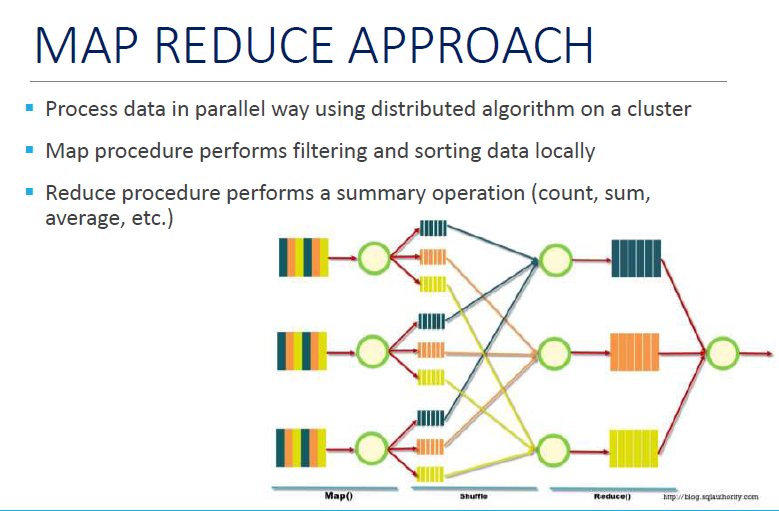 MAP REDUCE APPROACH
Process data in parallel way using distributed algorithm on a cluster
Map procedure performs filtering and sorting data locally
Reduce procedure performs a summary operation (count, sum,
average, etc.)
Map()
Shuffle
Reduce()
http://blog.sqlauthority.com